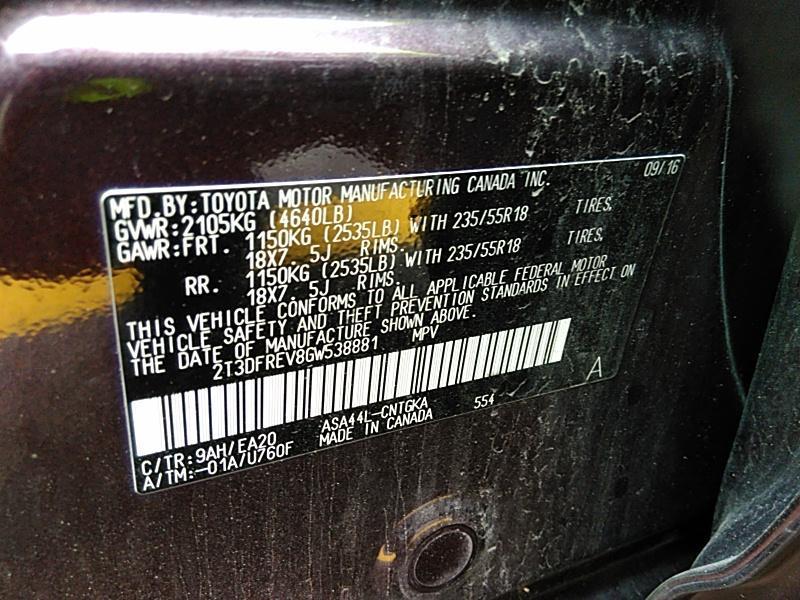 09/16
MFD.BY:TOYOTA MOTOR MANUFACTURING CANADA INC.
GVWR:2105KG (4640LB)
GAWR:FRT. 1150KG (2535LB) WITH 235/55R18 TIRES,
18X7. 5J RIMS.
RR. 1150KG (2535LB) WITH 235/55R18 TIRES,
18X7. 5J RIMS
THIS VEHICLE CONFORMS TO ALL APPLICABLE FEDERAL MOTOR
VEHICLE SAFETY AND THEFT PREVENTION STANDARDS IN EFFECT ON
THE DATE OF MANUFACTURE SHOWN ABOVE.
2T3DFREV8GW538881 MPV
A
ASA44L-CNTGKA 554
C/TR:9AH/EA20 MADE IN CANADA
A/TM:-01A/U760F